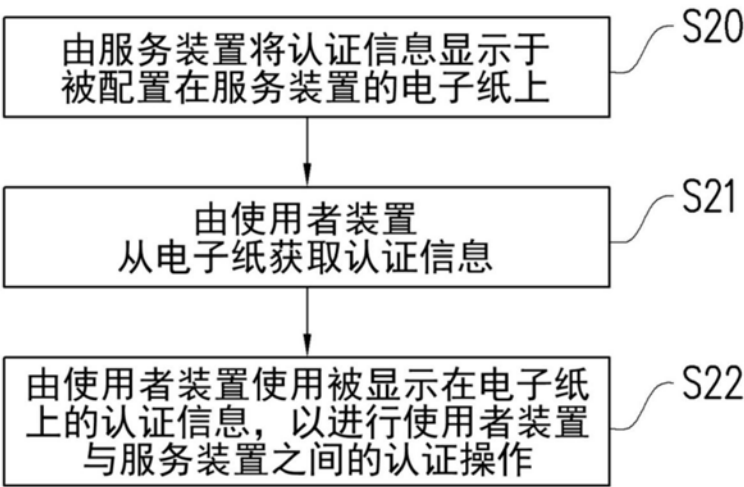 由服务装置将认证信息显示于
被配置在服务装置的电子纸上
S20
由使用者装置
从电子纸获取认证信息
S21
由使用者装置使用被显示在电子纸
上的认证信息，以进行使用者装置
与服务装置之间的认证操作
S22